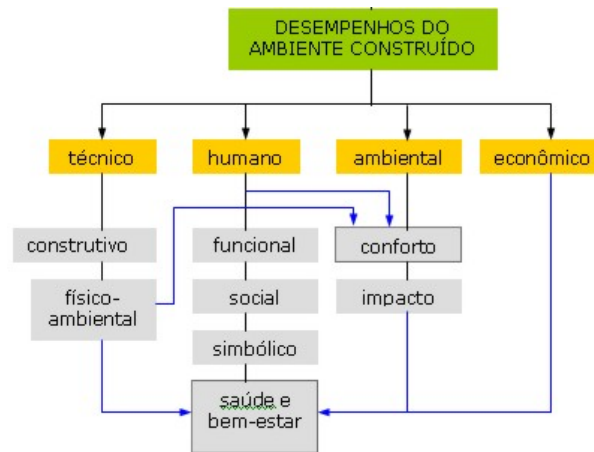 DESEMPENHOS DO
AMBIENTE CONSTRUÍDO
técnico
humano
ambiental
econômico
construtivo
funcional
conforto
físico-
ambiental
social
impacto
simbólico
saúde e
bem-estar